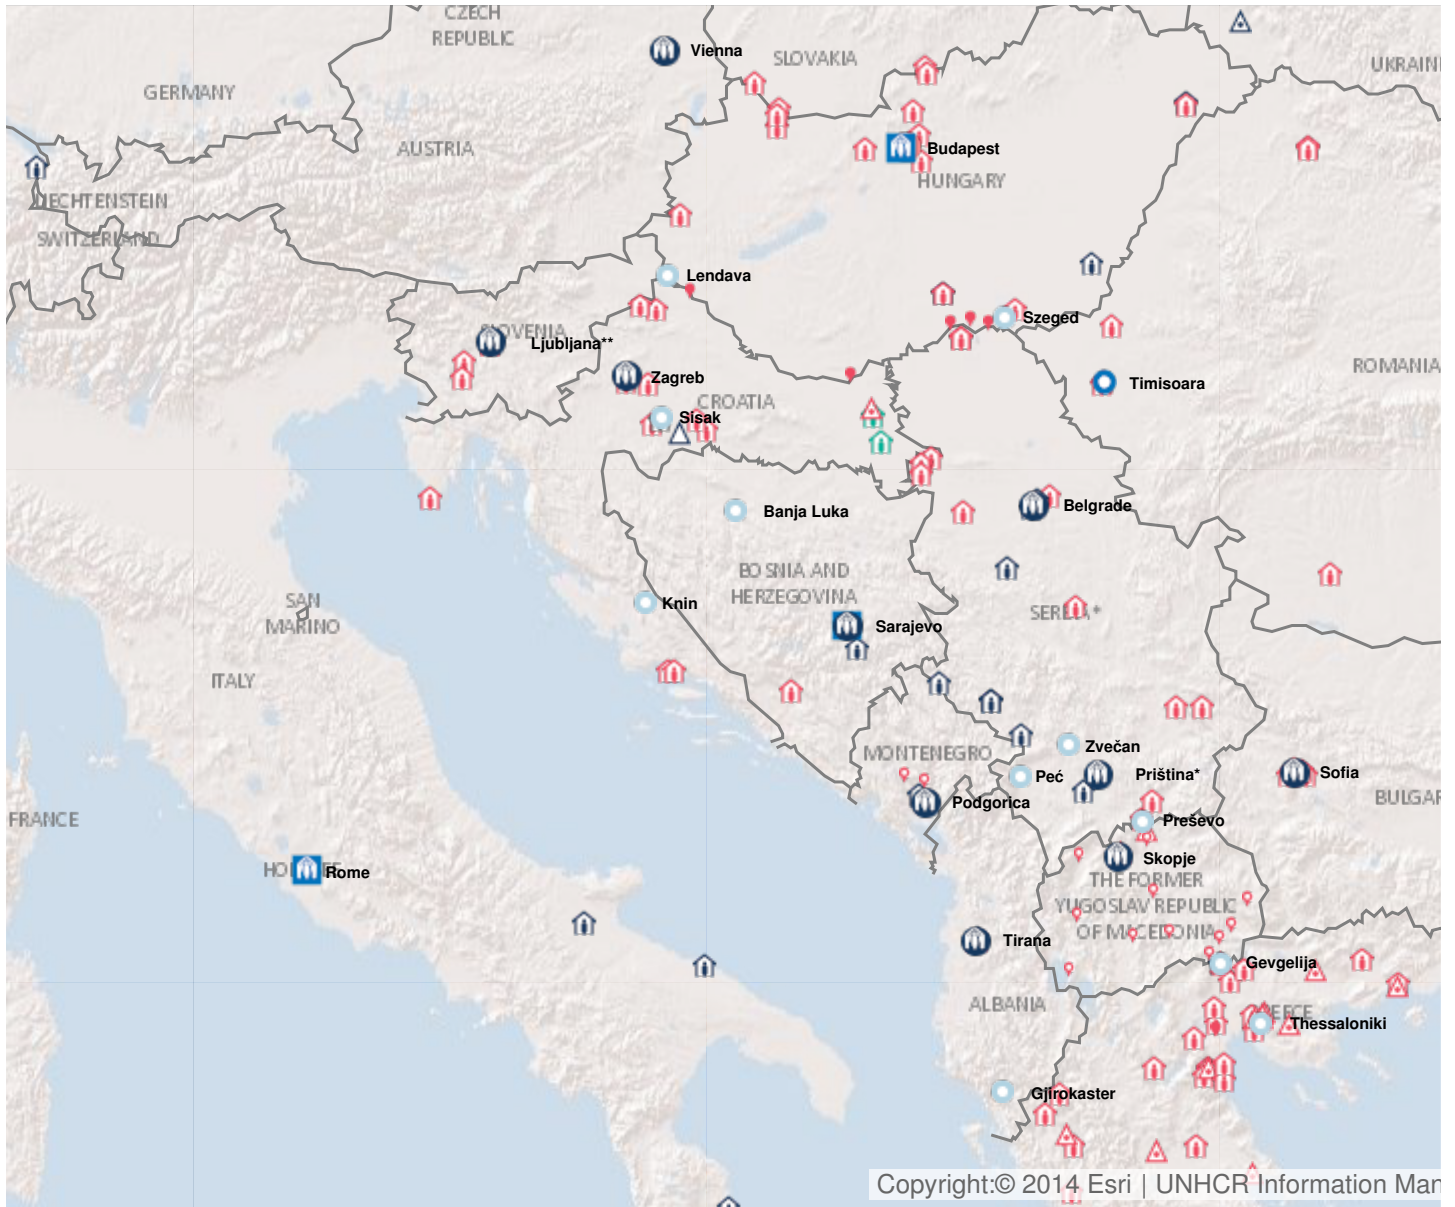 CZECH
REPUBLIC
Vienna
SLOVAKIA
UKRAIN
GERMANY
AUSTRIA
Budapest
HUNGARY
LIECHTENSTEIN
SWITZERLAND
Lendava
SLOVENIA
Ljubljana**
Szeged
ROMANIA
Timisoara
Zagreb
CROATIA
Sisak
Banja Luka
Belgrade
BOSNIA AND
HERZEGOVINA
Knin
SAN
MARINO
SERBIA*
Sarajevo
ITALY
MONTENEGRO
Zvečan
Peć
Priština*
Sofia
BULGAR
Podgorica
Preševo
FRANCE
Skopje
Rome
THE FORMER
YUGOSLAV REPUBLIC
OF MACEDONIA
Tirana
Gevgelija
ALBANIA
GREECE
Thessaloniki
Gjirokaster
Copyright:© 2014 Esri | UNHCR Information Man